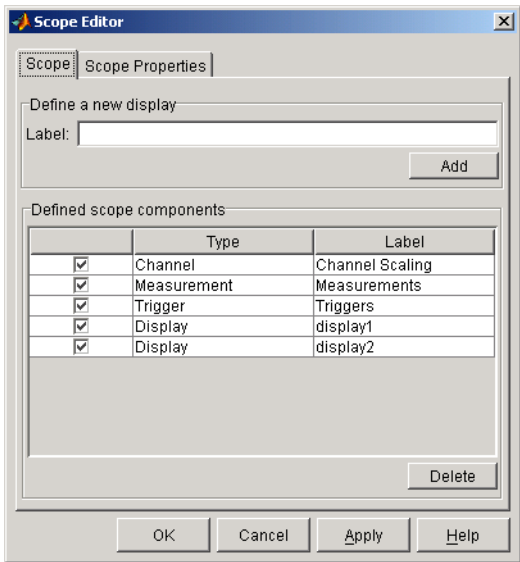 Scope Editor
Scope Scope Properties
Define a new display
Label:
Add
Defined scope components
Type Label
Channel Channel Scaling
Measurement Measurements
Trigger Triggers
Display display1
Display display2
Delete
OK Cancel Apply Help